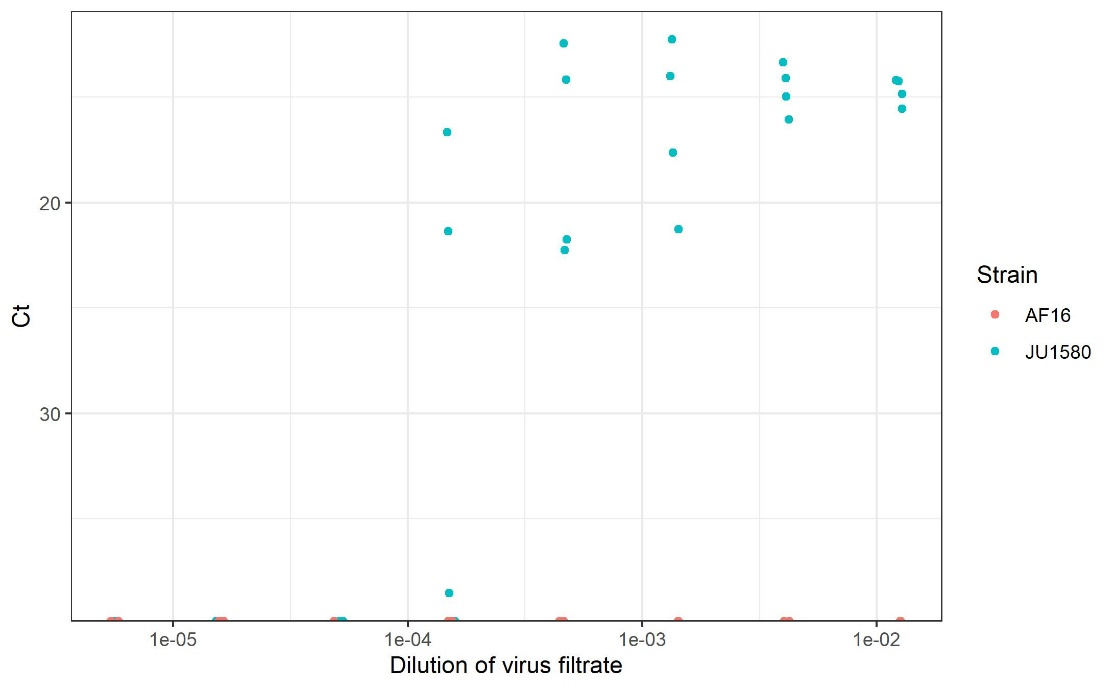 Ct
20
30
1e-05
1e-04
1e-03
1e-02
Dilution of virus filtrate
Strain
AF16
JU1580